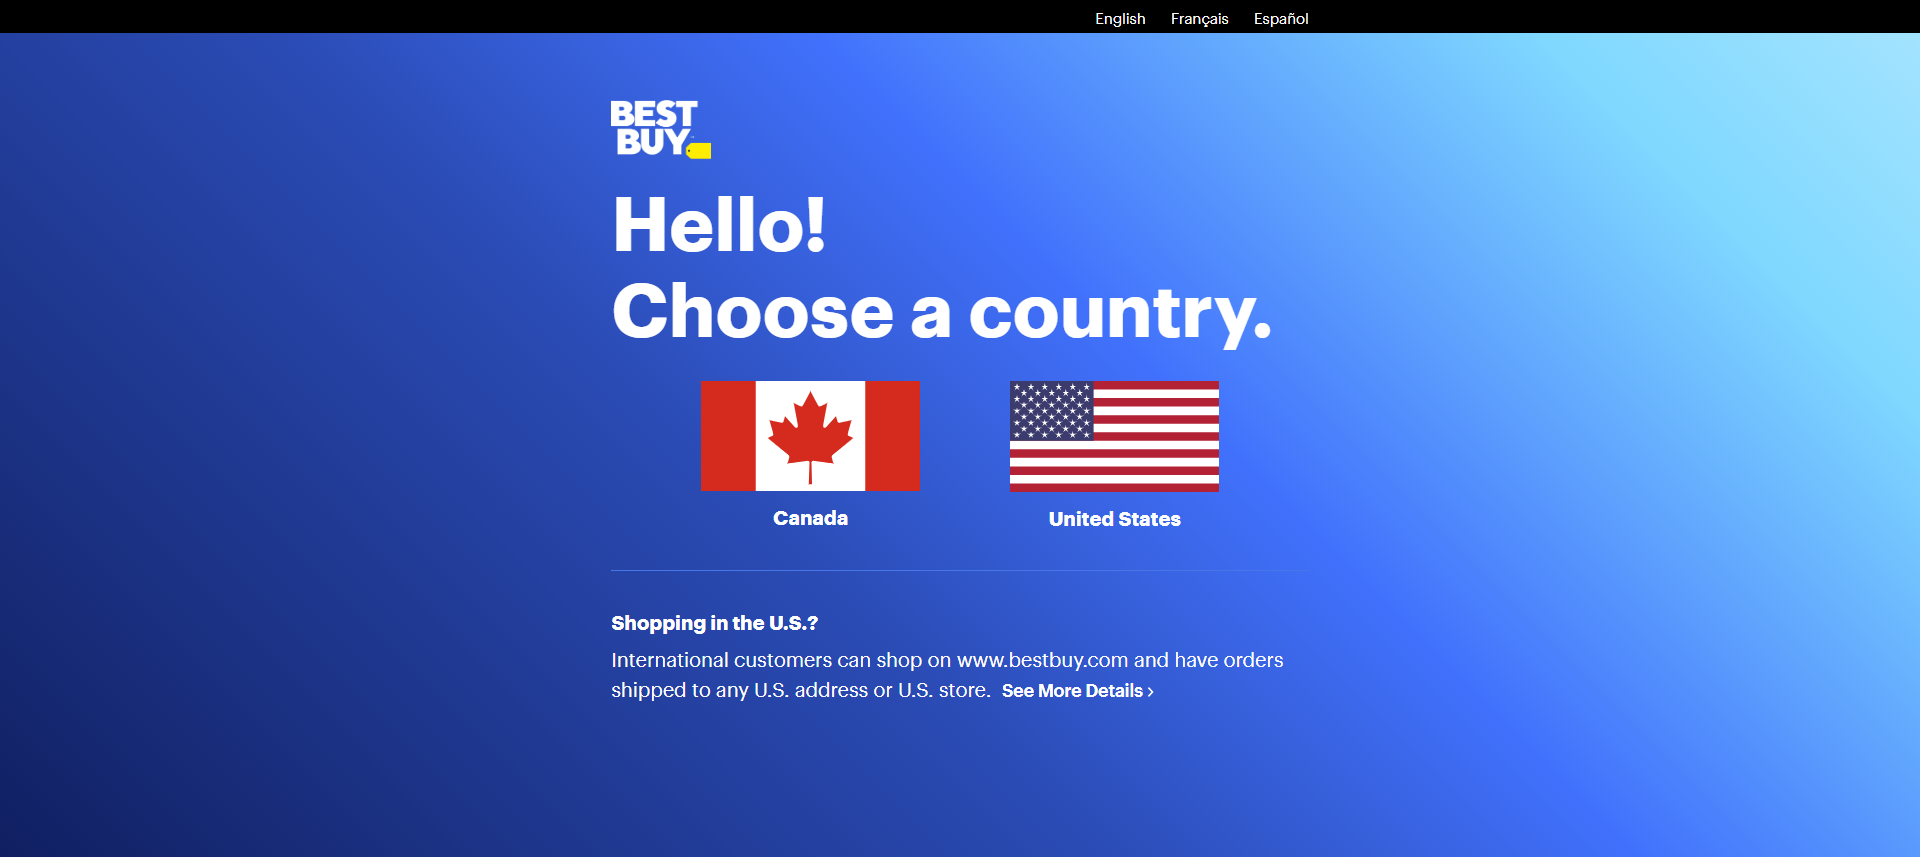 English Français Español
BEST
BUY
Hello!
Choose a country.
Canada United States
Shopping in the U.S.?
International customers can shop on www.bestbuy.com and have orders
shipped to any U.S. address or U.S. store. See More Details ›